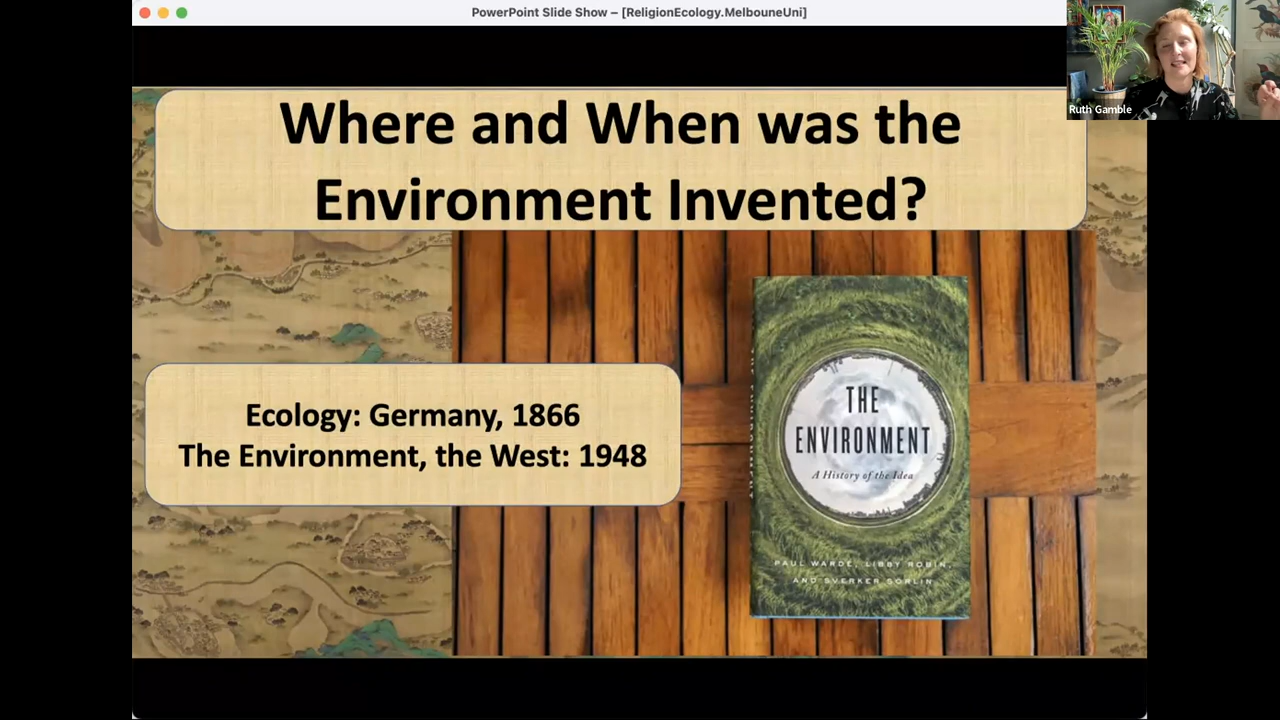 PowerPoint Slide Show – [ReligionEcology.MelbouneUni]
Ruth Gamble
Where and When was the
Environment Invented?
Ecology: Germany, 1866
The Environment, the West: 1948
THE
ENVIRONMENT
A History of the Idea
PAUL WARDE, LIBBY ROBIN,
AND SVERKER SÖRLIN